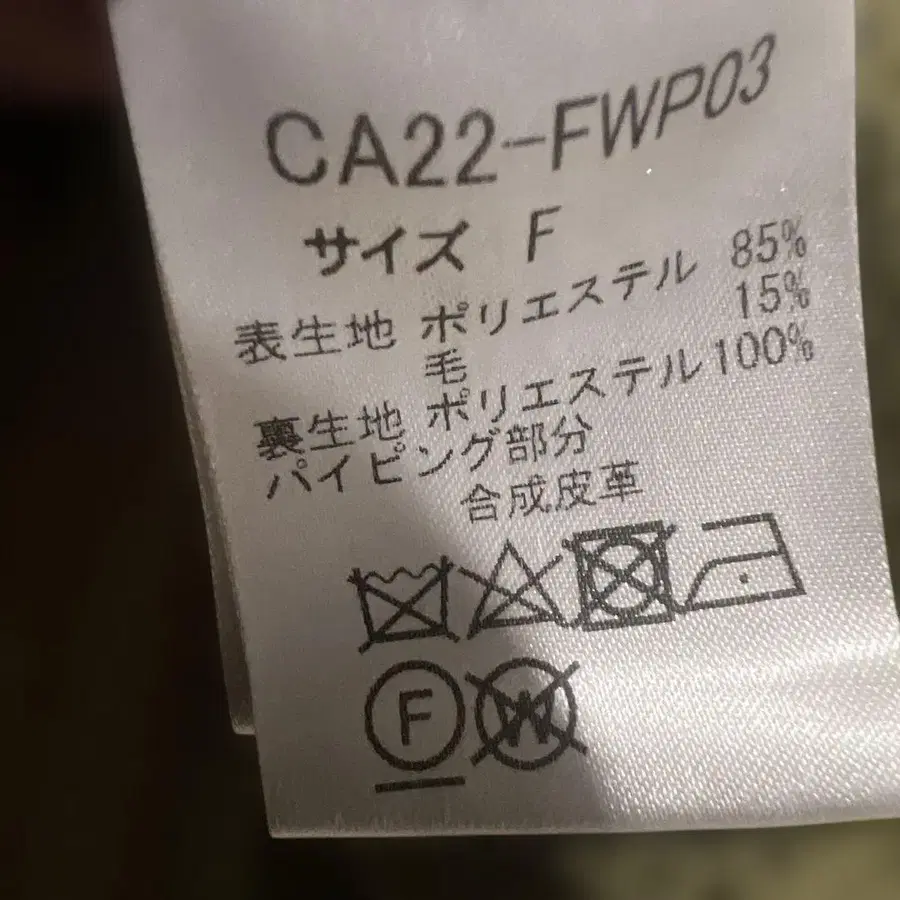 CA22-FWP03
サイズ F
表生地 ポリエステル 85%
毛 15%
裏生地 ポリエステル100%
パイピング部分
合成皮革
F W